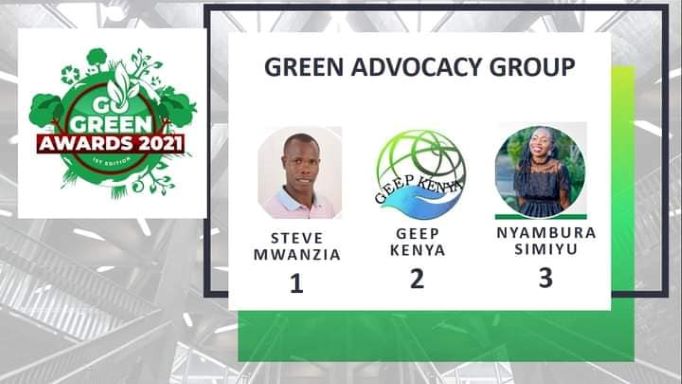 GO
GREEN
AWARDS 2021
1ST EDITION
GREEN ADVOCACY GROUP
GEEP KENYA
STEVE
MWANZIA
1
GEEP
KENYA
2
NYAMBURA
SIMIYU
3